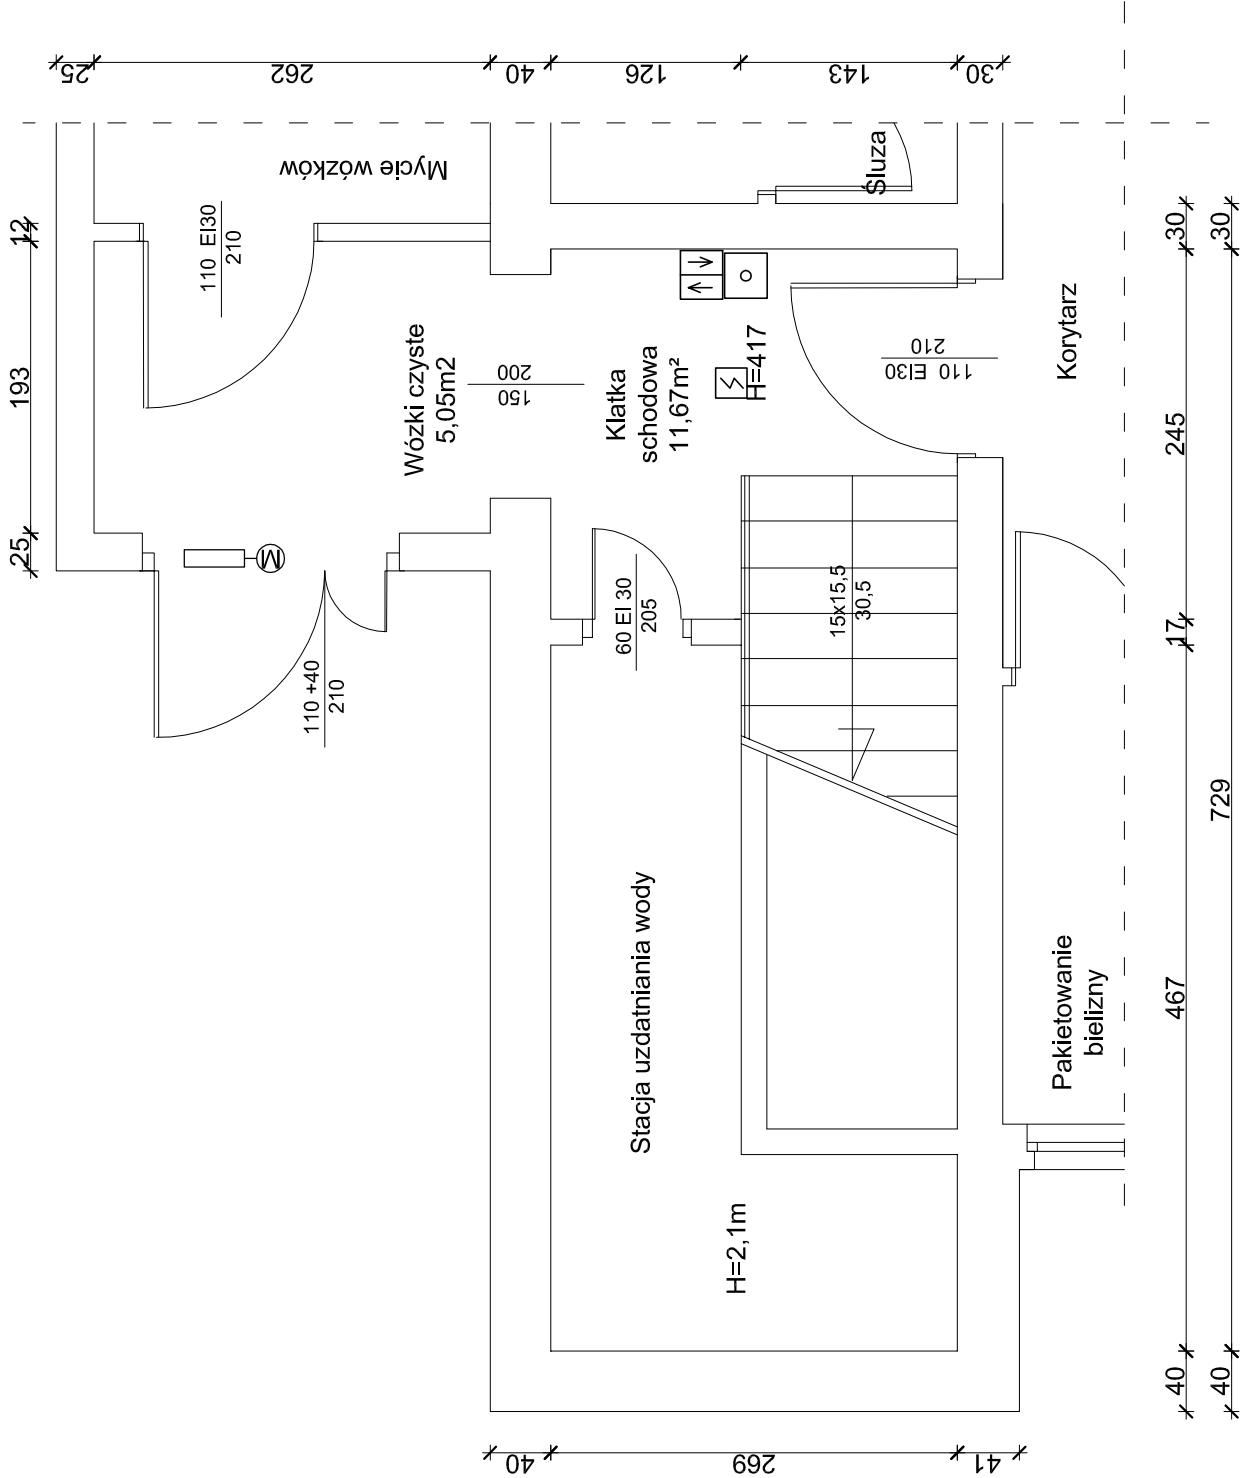 25
262
40
126
143
30
12
193
25
Mycie wózków
110 EI30
210
Śluza
Wózki czyste
5,05m2
150
200
Klatka
schodowa
11,67m²
H=417
110 EI30
210
Korytarz
M
110 +40
210
60 EI 30
205
15x15,5
30,5
Stacja uzdatniania wody
H=2,1m
Pakietowanie
bielizny
30
245
17
467
40
30
729
40
40
269
41